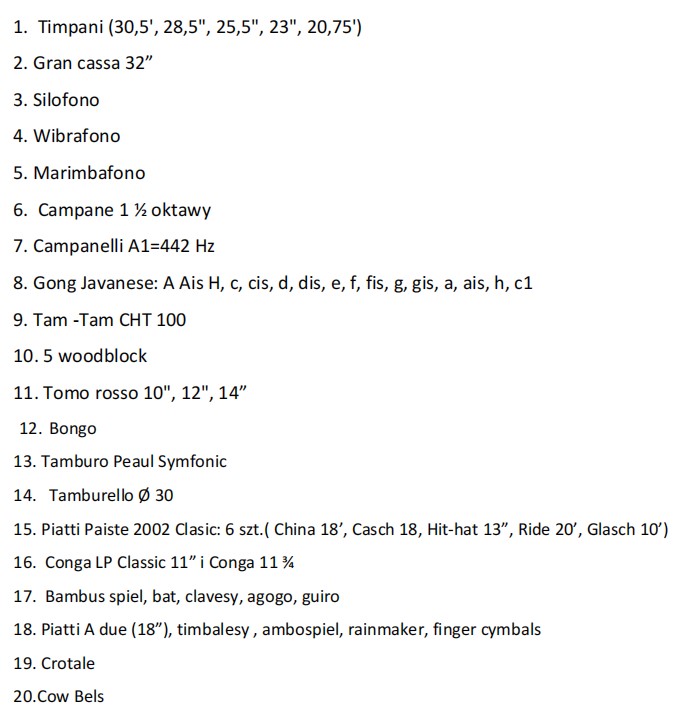 1. Timpani (30,5', 28,5", 25,5", 23", 20,75')
2. Gran cassa 32”
3. Silofono
4. Wibrafono
5. Marimbafono
6. Campane 1 ½ oktawy
7. Campanelli A1=442 Hz
8. Gong Javanese: A Ais H, c, cis, d, dis, e, f, fis, g, gis, a, ais, h, c1
9. Tam -Tam CHT 100
10. 5 woodblock
11. Tomo rosso 10", 12", 14”
12. Bongo
13. Tamburo Peaul Symfonic
14. Tamburello Ø 30
15. Piatti Paiste 2002 Clasic: 6 szt.( China 18’, Casch 18, Hit-hat 13”, Ride 20’, Glasch 10’)
16. Conga LP Classic 11” i Conga 11 ¾
17. Bambus spiel, bat, clavesy, agogo, guiro
18. Piatti A due (18”), timbalesy , ambospiel, rainmaker, finger cymbals
19. Crotale
20.Cow Bels